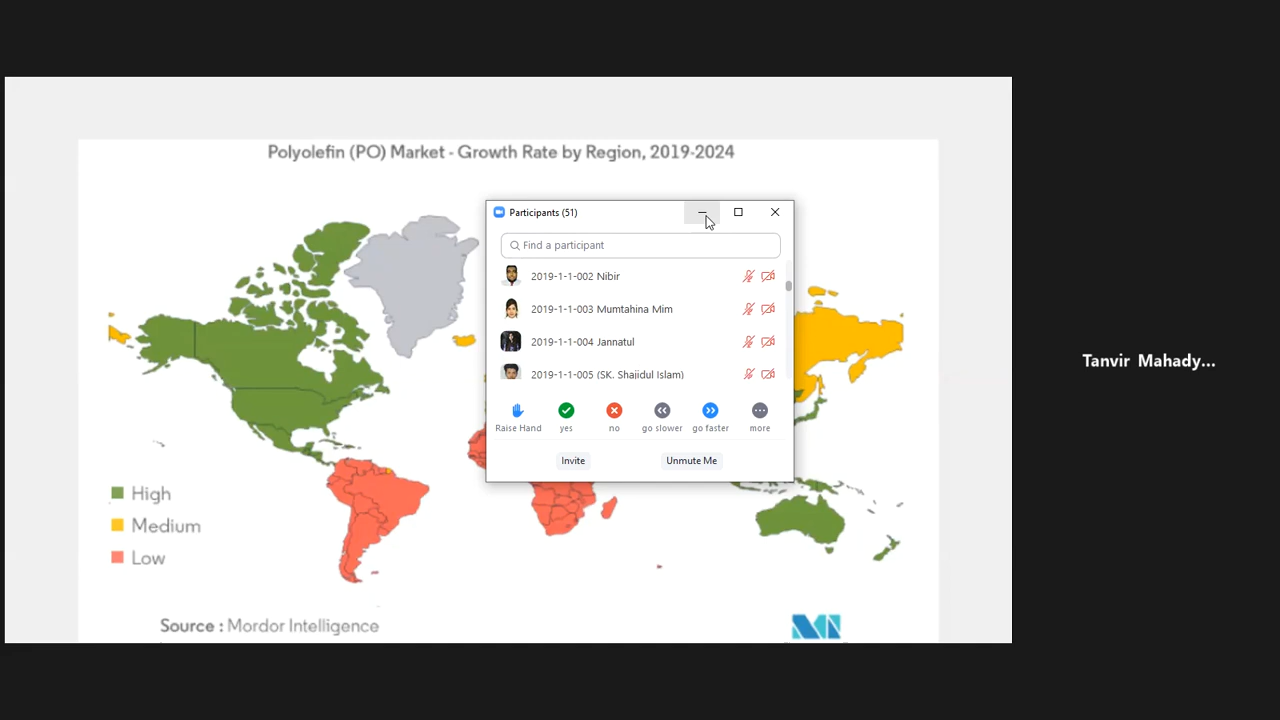 Polyolefin (PO) Market - Growth Rate by Region, 2019-2024
Participants (51)
Find a participant
2019-1-1-002 Nibir
2019-1-1-003 Mumtahina Mim
2019-1-1-004 Jannatul
2019-1-1-005 (SK. Shajidul Islam)
Raise Hand yes no go slower go faster more
Invite Unmute Me
Tanvir Mahady...
High
Medium
Low
Source : Mordor Intelligence